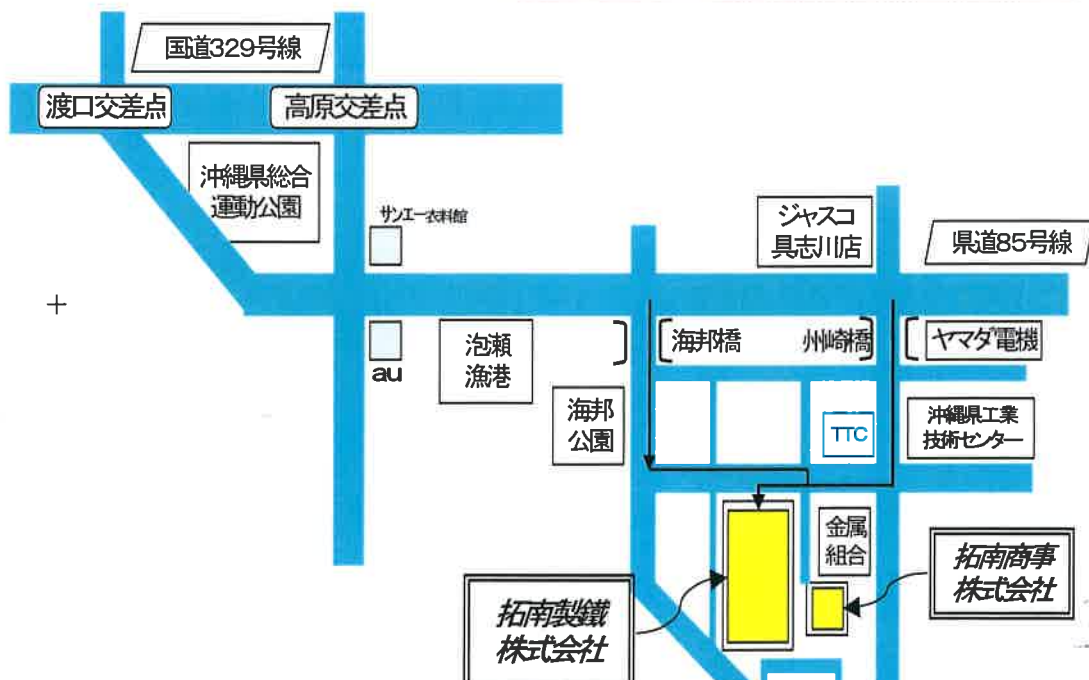 国道329号線
渡口交差点
高原交差点
沖縄県総合
運動公園
サンエー衣料館
ジャスコ
具志川店
県道85号線
au
泡瀬
漁港
海邦橋
州崎橋
ヤマダ電機
海邦
公園
TTC
沖縄県工業
技術センター
金属
組合
拓南商事
株式会社
拓南製鐵
株式会社